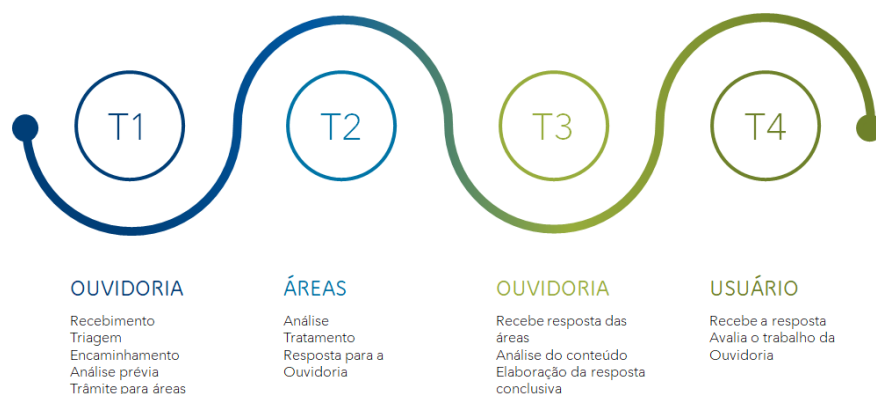 T1
T2
T3
T4
OUVIDORIA
Recebimento
Triagem
Encaminhamento
Análise prévia
Trâmite para áreas
ÁREAS
Análise
Tratamento
Resposta para a
Ouvidoria
OUVIDORIA
Recebe resposta das
áreas
Análise do conteúdo
Elaboração da resposta
conclusiva
USUÁRIO
Recebe a resposta
Avalia o trabalho da
Ouvidoria